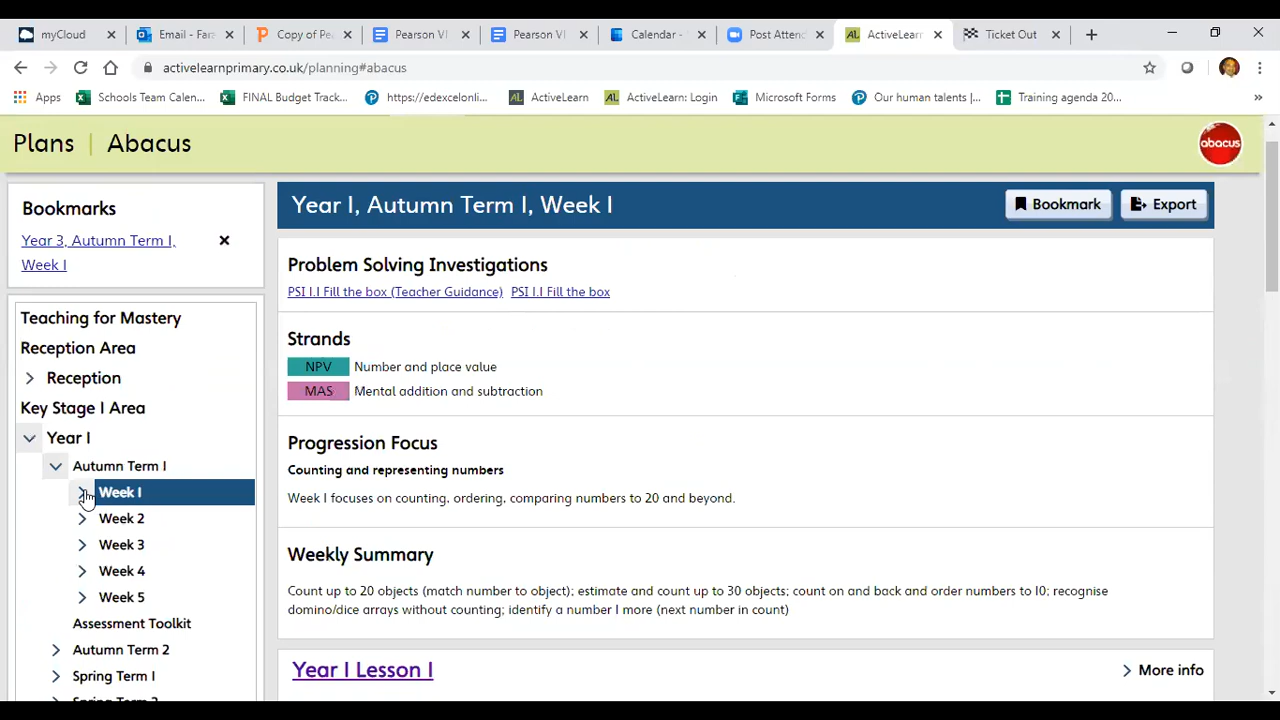 myCloud
Email - Far
Copy of Pea
Pearson VI
Pearson VI
Calendar -
Post Attend
ActiveLearn
Ticket Out
activelearnprimary.co.uk/planning#abacus
Apps
Schools Team Calen...
FINAL Budget Track...
https://edexcelonli...
ActiveLearn
ActiveLearn: Login
Microsoft Forms
Our human talents |...
Training agenda 20...
Plans | Abacus
abacus
Bookmarks
Year 3, Autumn Term 1,
Week 1
Teaching for Mastery
Reception Area
Reception
Key Stage 1 Area
Year 1
Autumn Term 1
Week 1
Week 2
Week 3
Week 4
Week 5
Assessment Toolkit
Autumn Term 2
Spring Term 1
Spring Term 2
Year 1, Autumn Term 1, Week 1
Bookmark
Export
Problem Solving Investigations
PSI 1.1 Fill the box (Teacher Guidance) PSI 1.1 Fill the box
Strands
NPV Number and place value
MAS Mental addition and subtraction
Progression Focus
Counting and representing numbers
Week 1 focuses on counting, ordering, comparing numbers to 20 and beyond.
Weekly Summary
Count up to 20 objects (match number to object); estimate and count up to 30 objects; count on and back and order numbers to 10; recognise
domino/dice arrays without counting; identify a number 1 more (next number in count)
Year 1 Lesson 1
More info